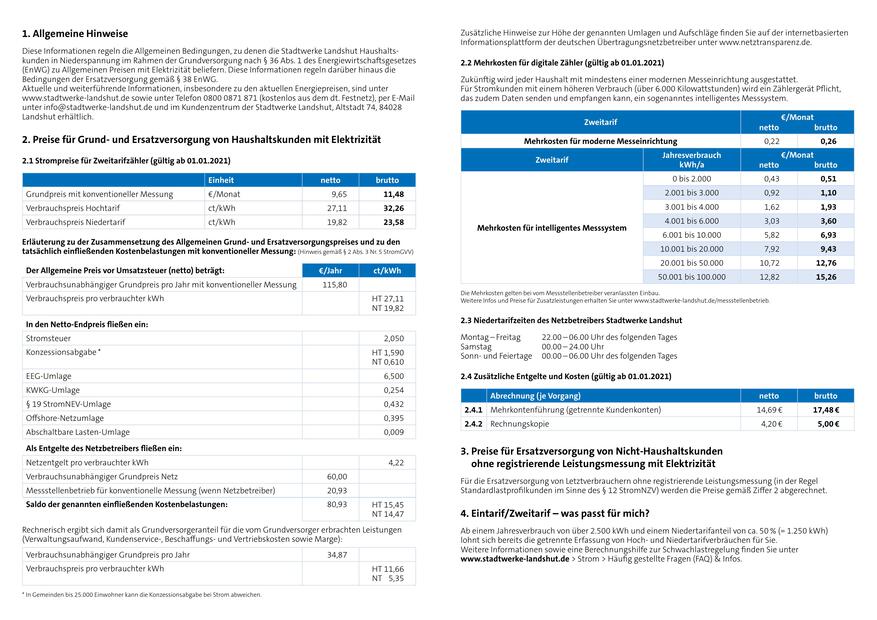 1. Allgemeine Hinweise
Diese Informationen regeln die Allgemeinen Bedingungen, zu denen die Stadtwerke Landshut Haushalts-
kunden in Niederspannung im Rahmen der Grundversorgung nach § 36 Abs. 1 des Energiewirtschaftsgesetzes
(EnWG) zu Allgemeinen Preisen mit Elektrizität beliefern. Diese Informationen regeln darüber hinaus die
Bedingungen der Ersatzversorgung gemäß § 38 EnWG.
Aktuelle und weiterführende Informationen, insbesondere zu den aktuellen Energiepreisen, sind unter
www.stadtwerke-landshut.de sowie unter Telefon 0800 0871 871 (kostenlos aus dem dt. Festnetz), per E-Mail
unter info@stadtwerke-landshut.de und im Kundenzentrum der Stadtwerke Landshut, Altstadt 74, 84028
Landshut erhältlich.
2. Preise für Grund- und Ersatzversorgung von Haushaltskunden mit Elektrizität
2.1 Strompreise für Zweitarifzähler (gültig ab 01.01.2021)
Einheit netto brutto
Grundpreis mit konventioneller Messung €/Monat 9,65 11,48
Verbrauchspreis Hochtarif ct/kWh 27,11 32,26
Verbrauchspreis Niedertarif ct/kWh 19,82 23,58
Erläuterung zu der Zusammensetzung des Allgemeinen Grund- und Ersatzversorgungspreises und zu den
tatsächlich einfließenden Kostenbelastungen mit konventioneller Messung: (Hinweis gemäß § 2 Abs. 3 Nr. 5 StromGVV)
Der Allgemeine Preis vor Umsatzsteuer (netto) beträgt: €/Jahr ct/kWh
Verbrauchsunabhängiger Grundpreis pro Jahr mit konventioneller Messung 115,80
Verbrauchspreis pro verbrauchter kWh HT 27,11
NT 19,82
In den Netto-Endpreis fließen ein:
Stromsteuer 2,050
Konzessionsabgabe* HT 1,590
NT 0,610
EEG-Umlage 6,500
KWKG-Umlage 0,254
§ 19 StromNEV-Umlage 0,432
Offshore-Netzumlage 0,395
Abschaltbare Lasten-Umlage 0,009
Als Entgelte des Netzbetreibers fließen ein:
Netzentgelt pro verbrauchter kWh 4,22
Verbrauchsunabhängiger Grundpreis Netz 60,00
Messstellenbetrieb für konventionelle Messung (wenn Netzbetreiber) 20,93
Saldo der genannten einfließenden Kostenbelastungen: 80,93 HT 15,45
NT 14,47
Rechnerisch ergibt sich damit als Grundversorgeranteil für die vom Grundversorger erbrachten Leistungen
(Verwaltungsaufwand, Kundenservice-, Beschaffungs- und Vertriebskosten sowie Marge):
Verbrauchsunabhängiger Grundpreis pro Jahr 34,87
Verbrauchspreis pro verbrauchter kWh HT 11,66
NT 5,35
* In Gemeinden bis 25.000 Einwohner kann die Konzessionsabgabe bei Strom abweichen.
Zusätzliche Hinweise zur Höhe der genannten Umlagen und Aufschläge finden Sie auf der internetbasierten
Informationsplattform der deutschen Übertragungsnetzbetreiber unter www.netztransparenz.de.
2.2 Mehrkosten für digitale Zähler (gültig ab 01.01.2021)
Zukünftig wird jeder Haushalt mit mindestens einer modernen Messeinrichtung ausgestattet.
Für Stromkunden mit einem höheren Verbrauch (über 6.000 Kilowattstunden) wird ein Zählergerät Pflicht,
das zudem Daten senden und empfangen kann, ein sogenanntes intelligentes Messsystem.
Zweitarif €/Monat
netto brutto
Mehrkosten für moderne Messeinrichtung 0,22 0,26
Zweitarif Jahresverbrauch kWh/a €/Monat
netto brutto
Mehrkosten für intelligentes Messsystem
0 bis 2.000 0,43 0,51
2.001 bis 3.000 0,92 1,10
3.001 bis 4.000 1,62 1,93
4.001 bis 6.000 3,03 3,60
6.001 bis 10.000 5,82 6,93
10.001 bis 20.000 7,92 9,43
20.001 bis 50.000 10,72 12,76
50.001 bis 100.000 12,82 15,26
Die Mehrkosten gelten bei vom Messstellenbetreiber veranlassten Einbau.
Weitere Infos und Preise für Zusatzleistungen erhalten Sie unter www.stadtwerke-landshut.de/messstellenbetrieb.
2.3 Niedertarifzeiten des Netzbetreibers Stadtwerke Landshut
Montag – Freitag 22.00 – 06.00 Uhr des folgenden Tages
Samstag 00.00 – 24.00 Uhr
Sonn- und Feiertage 00.00 – 06.00 Uhr des folgenden Tages
2.4 Zusätzliche Entgelte und Kosten (gültig ab 01.01.2021)
Abrechnung (je Vorgang) netto brutto
2.4.1 Mehrkontenführung (getrennte Kundenkonten) 14,69 € 17,48 €
2.4.2 Rechnungskopie 4,20 € 5,00 €
3. Preise für Ersatzversorgung von Nicht-Haushaltskunden
ohne registrierende Leistungsmessung mit Elektrizität
Für die Ersatzversorgung von Letztverbrauchern ohne registrierende Leistungsmessung (in der Regel
Standardlastprofilkunden im Sinne des § 12 StromNZV) werden die Preise gemäß Ziffer 2 abgerechnet.
4. Eintarif/Zweitarif – was passt für mich?
Ab einem Jahresverbrauch von über 2.500 kWh und einem Niedertarifanteil von ca. 50 % (= 1.250 kWh)
lohnt sich bereits die getrennte Erfassung von Hoch- und Niedertarifverbräuchen für Sie.
Weitere Informationen sowie eine Berechnungshilfe zur Schwachlastregelung finden Sie unter
www.stadtwerke-landshut.de > Strom > Häufig gestellte Fragen (FAQ) & Infos.